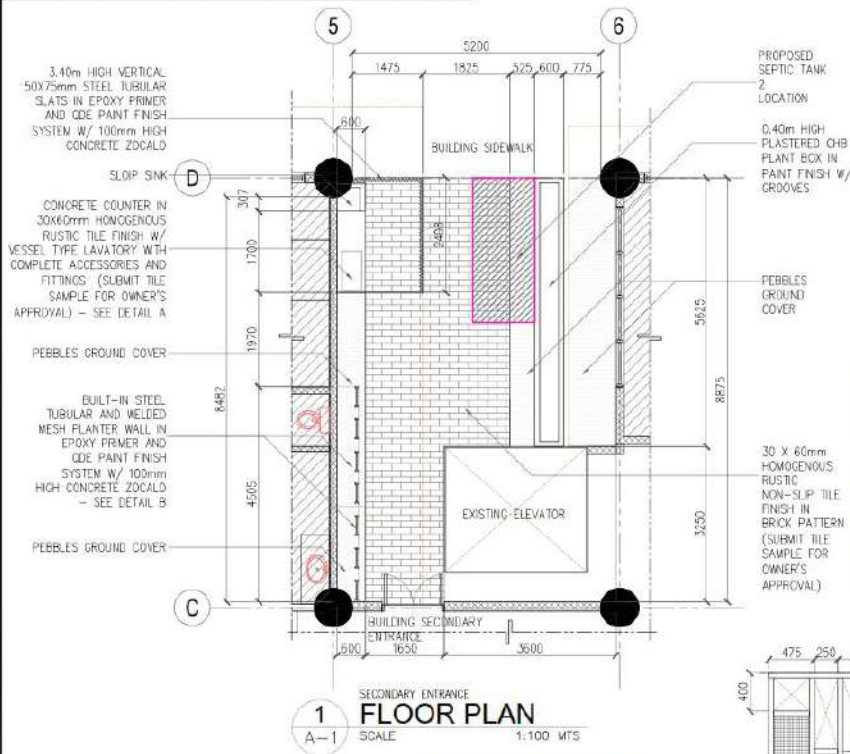 5
6
5200
1475
1825
525
600
775
600
3.40m HIGH VERTICAL
50X75mm STEEL TUBULAR
SLATS IN EPOXY PRIMER
AND QDE PAINT FINISH
SYSTEM W/ 100mm HIGH
CONCRETE ZOCALO
SLOIP SINK
D
BUILDING SIDEWALK
PROPOSED
SEPTIC TANK
2
LOCATION
0.40m HIGH
PLASTERED CHB
PLANT BOX IN
PAINT FINISH W/
GROOVES
307
CONCRETE COUNTER IN
30X60mm HOMOGENOUS
RUSTIC TILE FINISH W/
VESSEL TYPE LAVATORY WITH
COMPLETE ACCESSORIES AND
FITTINGS (SUBMIT TILE
SAMPLE FOR OWNER'S
APPROVAL) – SEE DETAIL A
1700
2408
PEBBLES
GROUND
COVER
5625
1970
PEBBLES GROUND COVER
8482
8875
BUILT-IN STEEL
TUBULAR AND WELDED
MESH PLANTER WALL IN
EPOXY PRIMER AND
QDE PAINT FINISH
SYSTEM W/ 100mm
HIGH CONCRETE ZOCALO
– SEE DETAIL B
4505
PEBBLES GROUND COVER
EXISTING ELEVATOR
3250
30 X 60mm
HOMOGENOUS
RUSTIC
NON-SLIP TILE
FINISH IN
BRICK PATTERN
(SUBMIT TILE
SAMPLE FOR
OWNER'S
APPROVAL)
C
BUILDING SECONDARY
ENTRANCE
600
1650
3600
475
250
400
1
A-1
SECONDARY ENTRANCE
FLOOR PLAN
SCALE 1:100 MTS